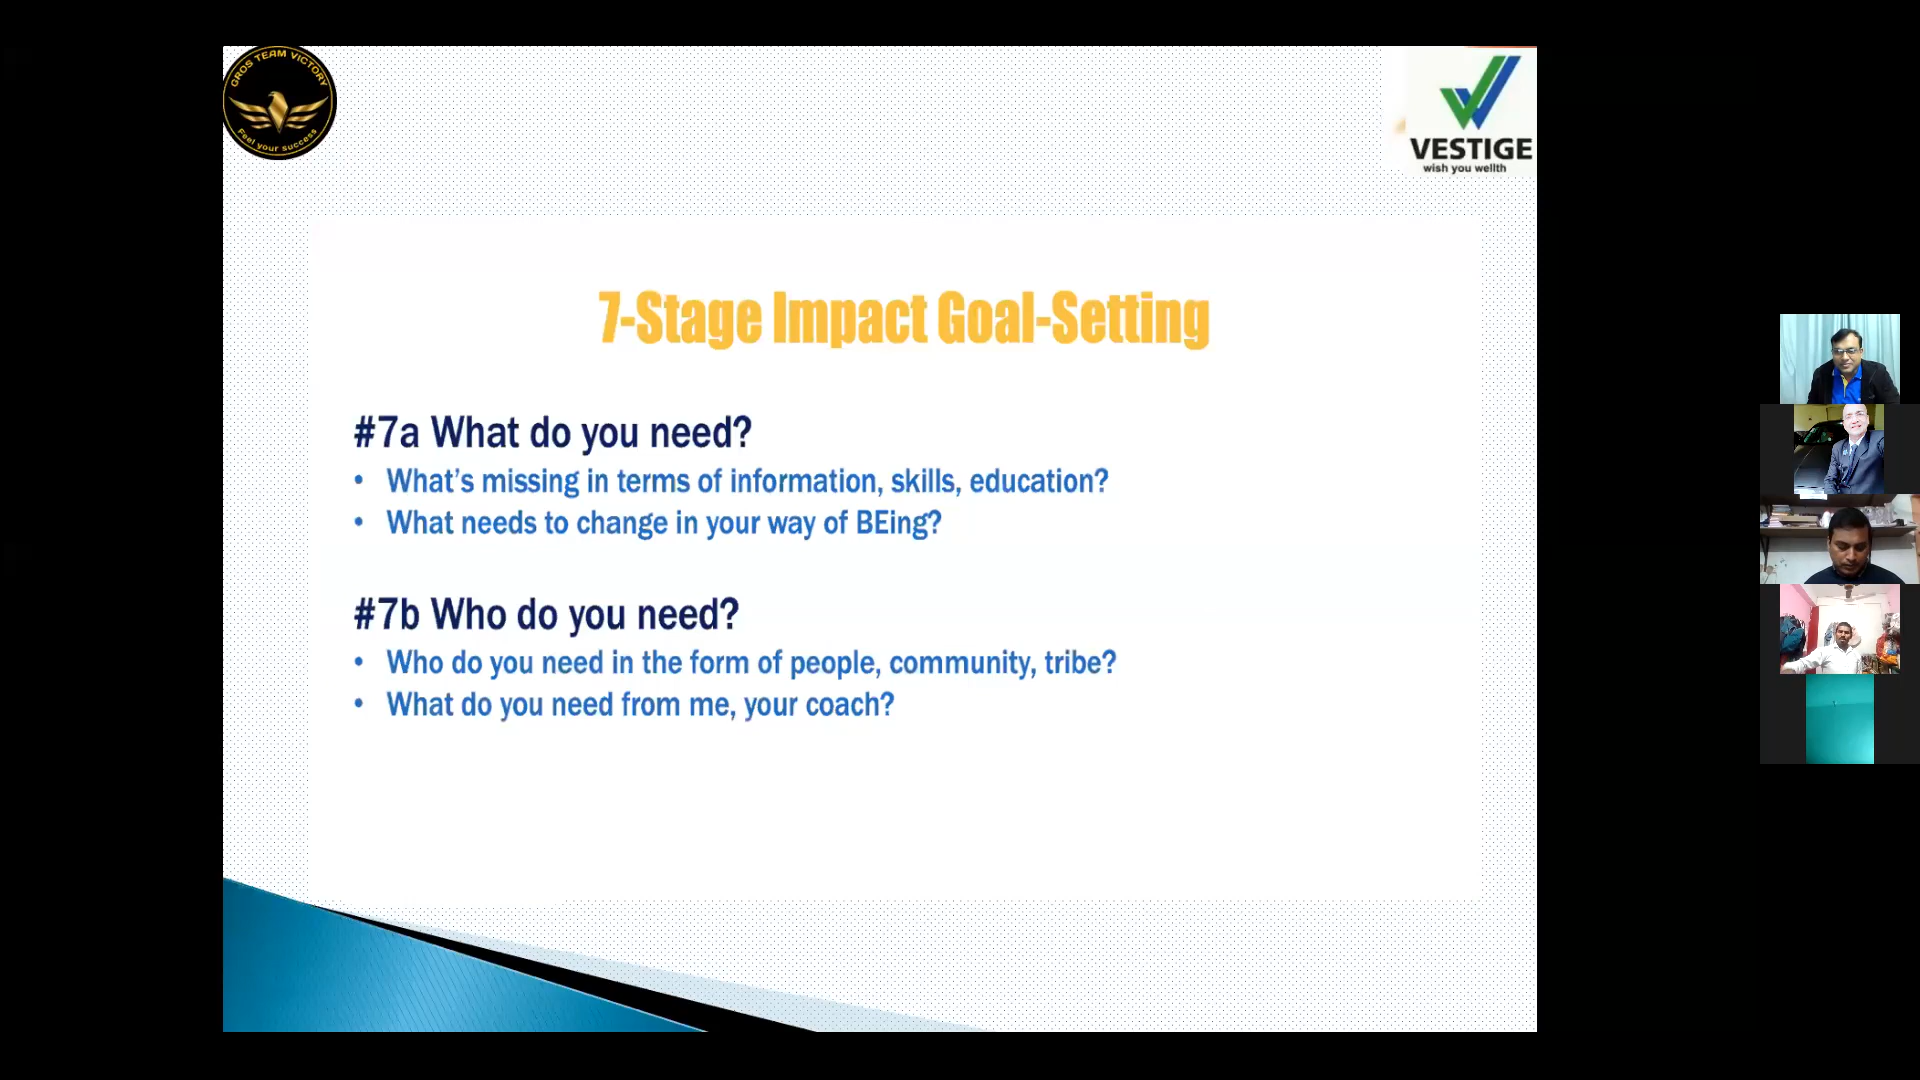 GROS TEAM VICTORY
Feel your success
VESTIGE
wish you wellth
7-Stage Impact Goal-Setting
#7a What do you need?
• What's missing in terms of information, skills, education?
• What needs to change in your way of BEing?
#7b Who do you need?
• Who do you need in the form of people, community, tribe?
• What do you need from me, your coach?